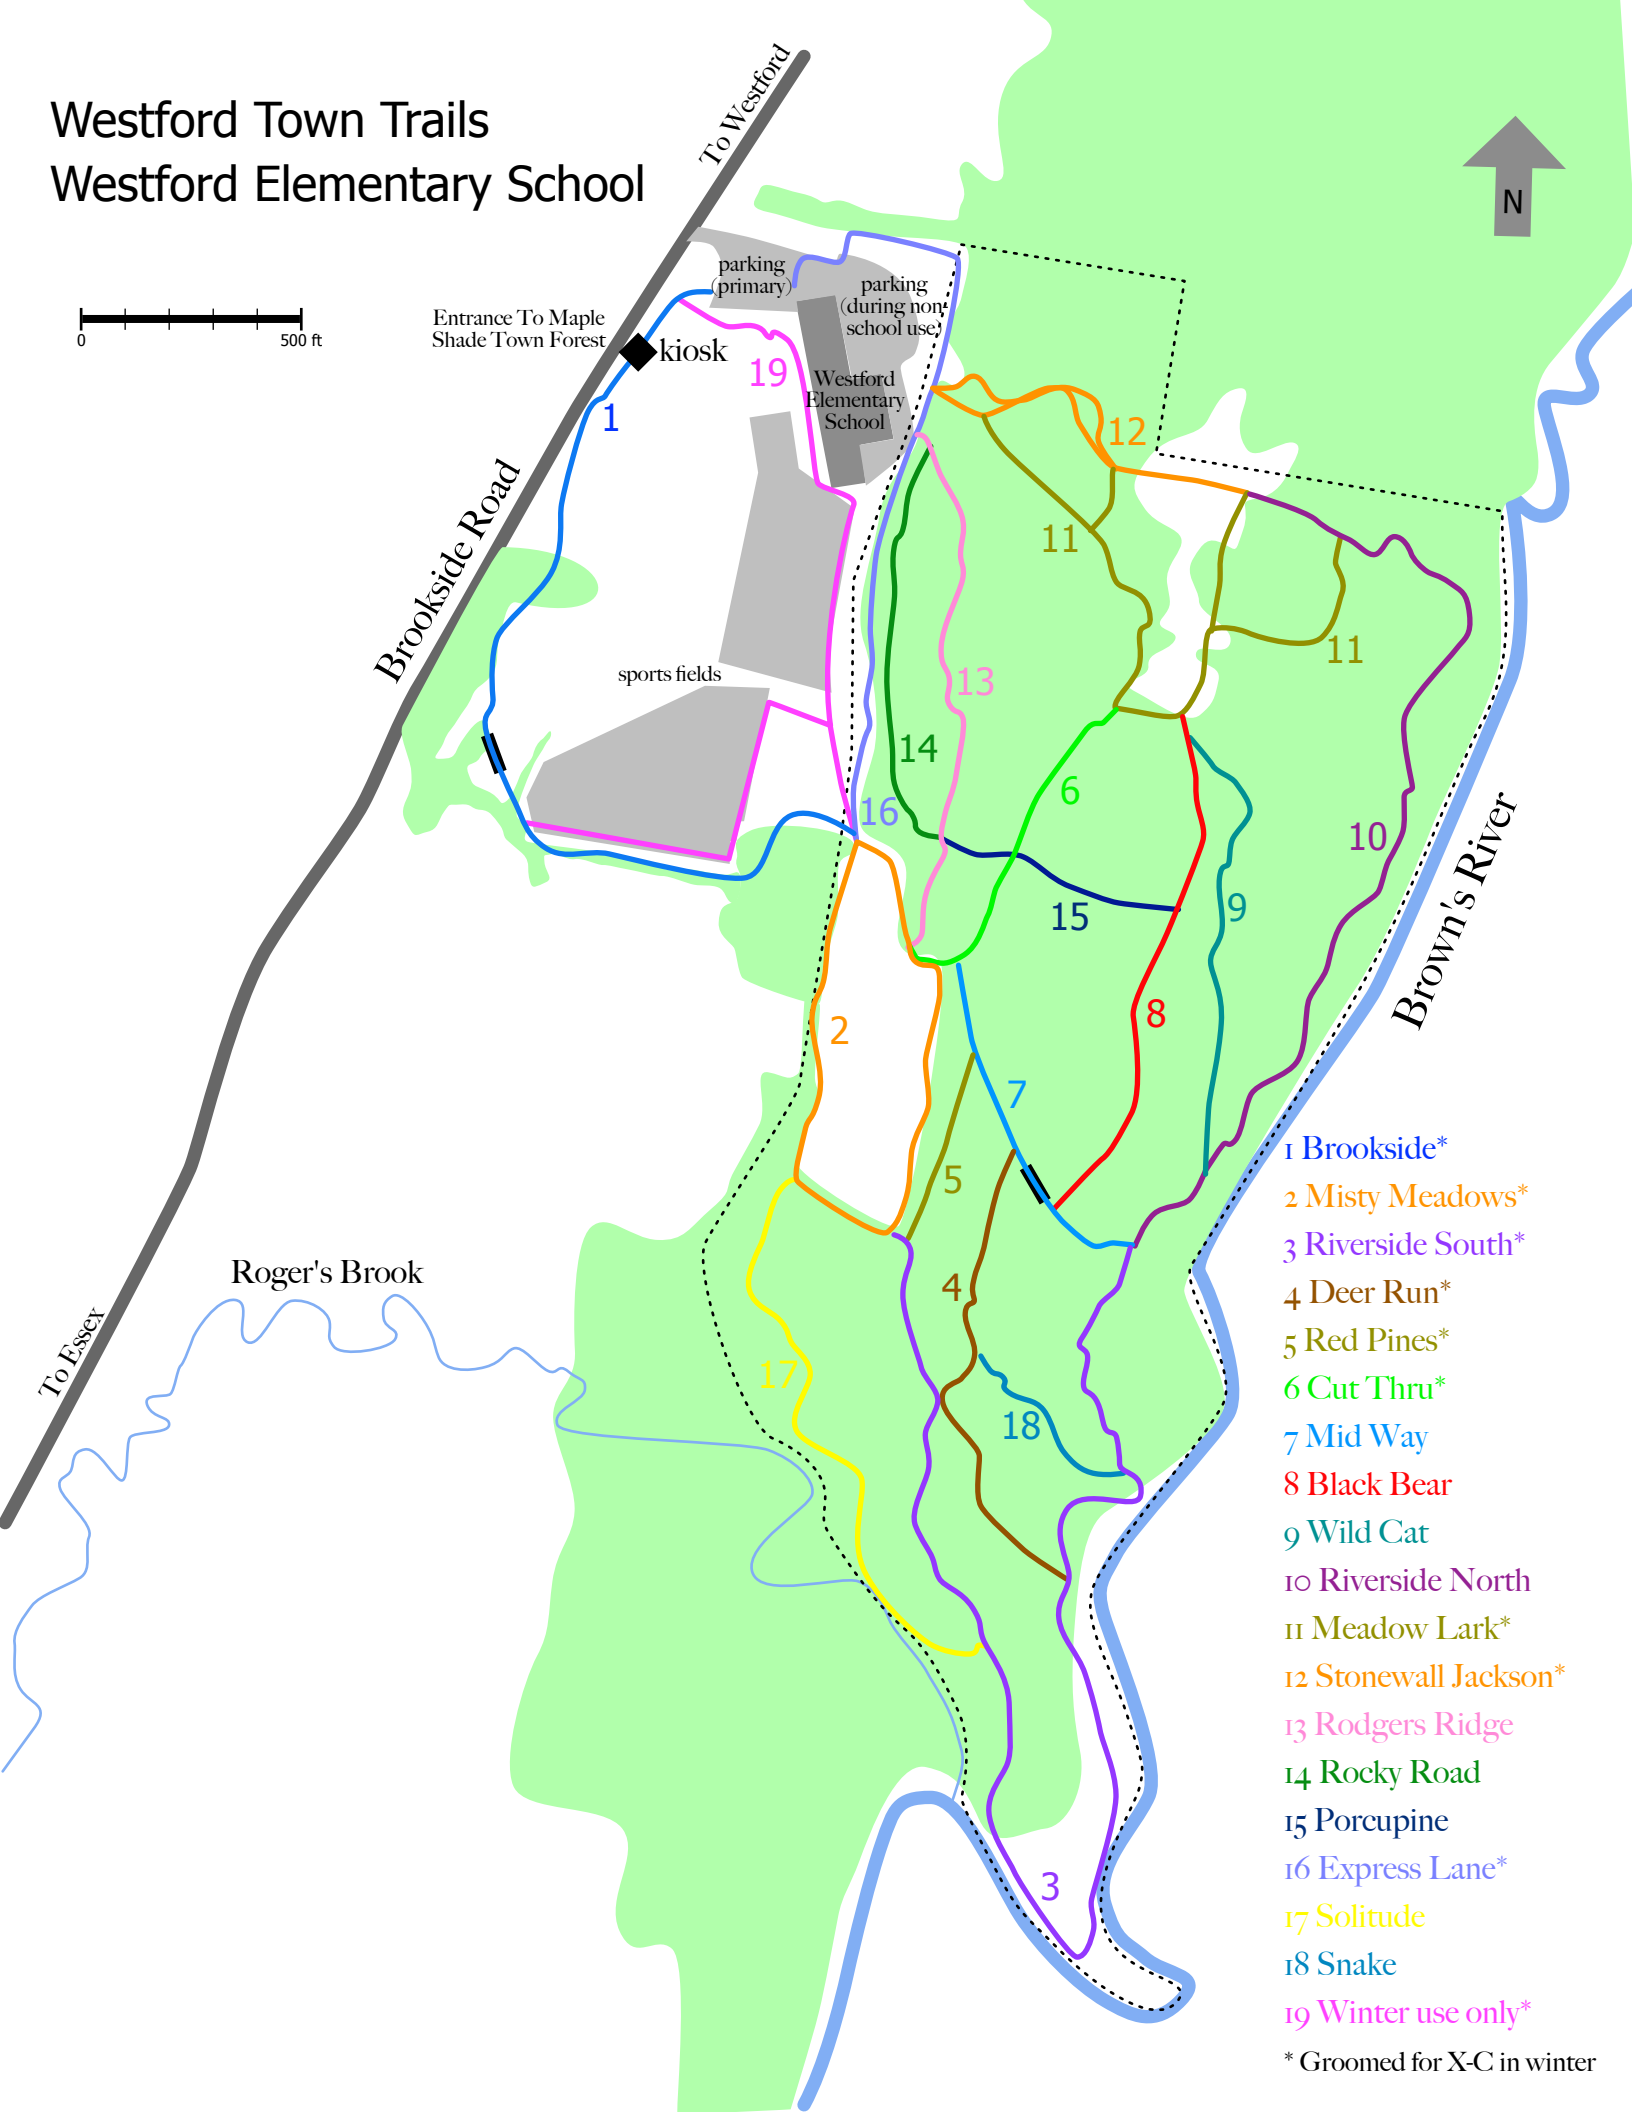 Westford Town Trails
Westford Elementary School
To Westford
N
parking
(primary)
parking
(during non-
school use)
0
500 ft
Entrance To Maple
Shade Town Forest
kiosk
19
Westford
Elementary
School
1
12
Brookside Road
11
11
sports fields
13
14
6
16
10
15
9
Brown's River
8
2
7
5
1 Brookside*
2 Misty Meadows*
3 Riverside South*
4 Deer Run*
5 Red Pines*
6 Cut Thru*
7 Mid Way
8 Black Bear
9 Wild Cat
10 Riverside North
11 Meadow Lark*
12 Stonewall Jackson*
13 Rodgers Ridge
14 Rocky Road
15 Porcupine
16 Express Lane*
17 Solitude
18 Snake
19 Winter use only*
* Groomed for X-C in winter
Roger's Brook
4
To Essex
17
18
3